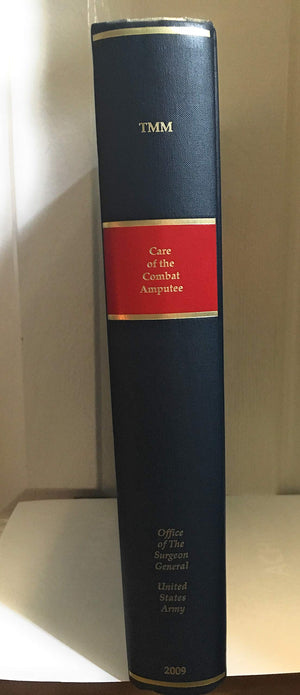 TMM
Care
of the
Combat
Amputee
Office
of The
Surgeon
General
United
States
Army
2009